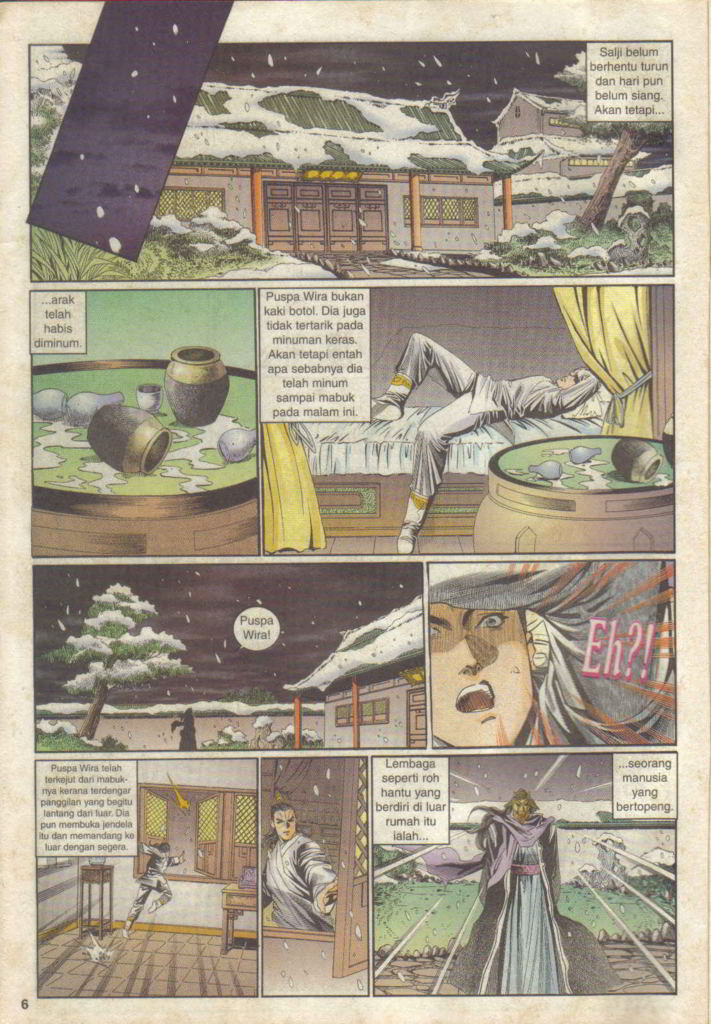 Salji belum
berhentu turun
dan hari pun
belum siang.
Akan tetapi...
...arak
telah
habis
diminum.
Puspa Wira bukan
kaki botol. Dia juga
tidak tertarik pada
minuman keras.
Akan tetapi entah
apa sebabnya dia
telah minum
sampai mabuk
pada malam ini.
Puspa
Wira!
Eh?!
Puspa Wira telah
terkejut dari mabuk-
nya kerana terdengar
panggilan yang begitu
lantang dari luar. Dia
pun membuka jendela
itu dan memandang ke
luar dengan segera.
Lembaga
seperti roh
hantu yang
berdiri di luar
rumah itu
ialah...
...seorang
manusia
yang
bertopeng.
6